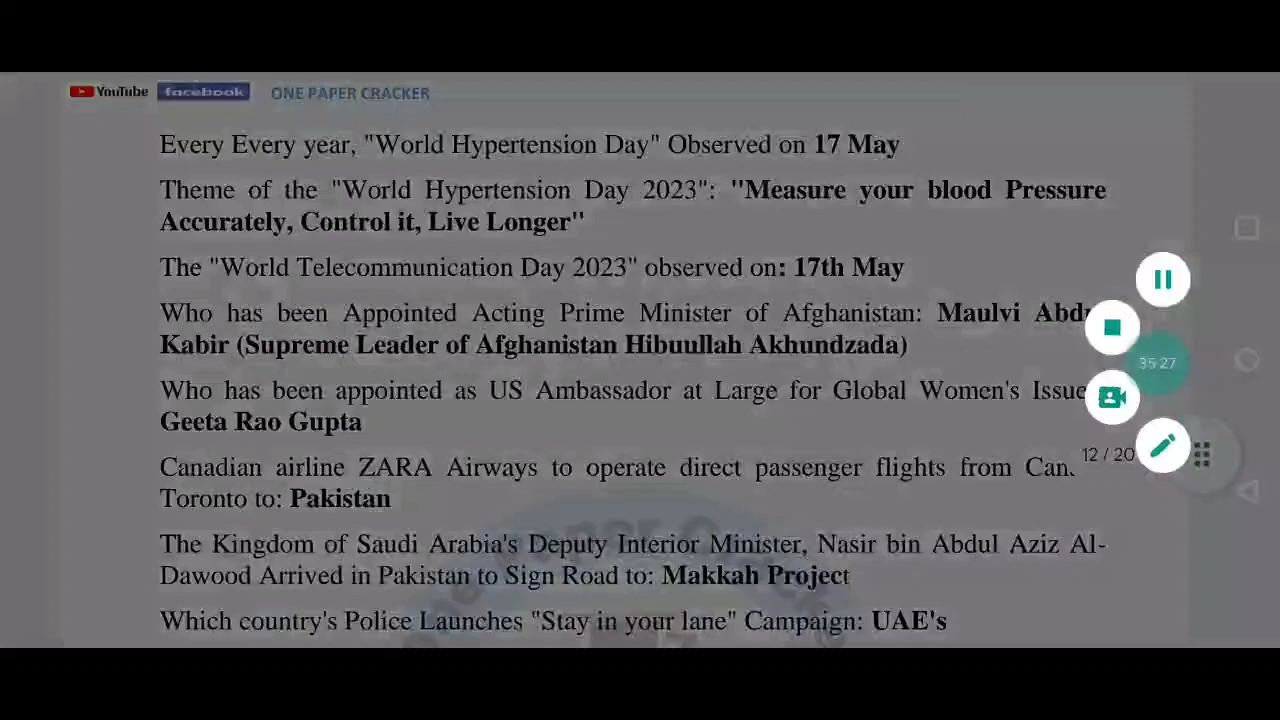 YouTube facebook ONE PAPER CRACKER
Every Every year, "World Hypertension Day" Observed on 17 May
Theme of the "World Hypertension Day 2023": "Measure your blood Pressure
Accurately, Control it, Live Longer"
The "World Telecommunication Day 2023" observed on: 17th May
Who has been Appointed Acting Prime Minister of Afghanistan: Maulvi
Kabir (Supreme Leader of Afghanistan Hibuullah Akhundzada)
Who has been appointed as US Ambassador at Large for Global Women's
Geeta Rao Gupta
Canadian airline ZARA Airways to operate direct passenger flights from
Toronto to: Pakistan
The Kingdom of Saudi Arabia's Deputy Interior Minister, Nasir bin Abdul Aziz Al-
Dawood Arrived in Pakistan to Sign Road to: Makkah Project
Which country's Police Launches "Stay in your lane" Campaign: UAE's
35:27
12 / 20